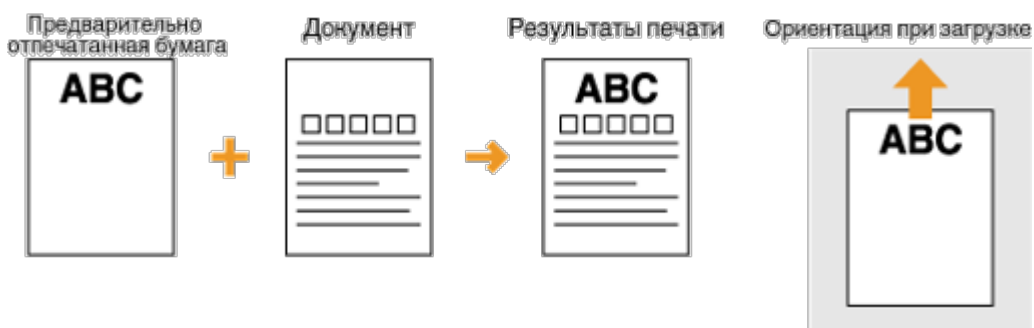 Предварительно
отпечатанная бумага
Документ
Результаты печати
Ориентация при загрузке
ABC
ABC
ABC